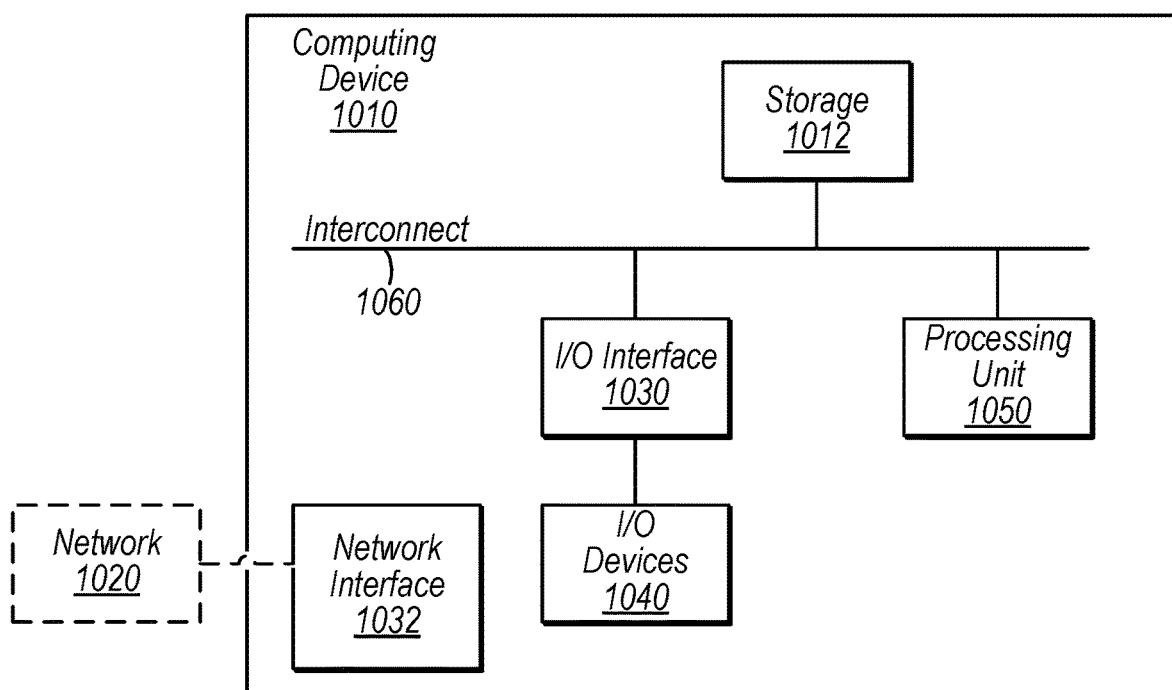 Computing
Device
1010
Storage
1012
Interconnect
1060
I/O Interface
1030
Processing
Unit
1050
Network
1020
Network
Interface
1032
I/O
Devices
1040